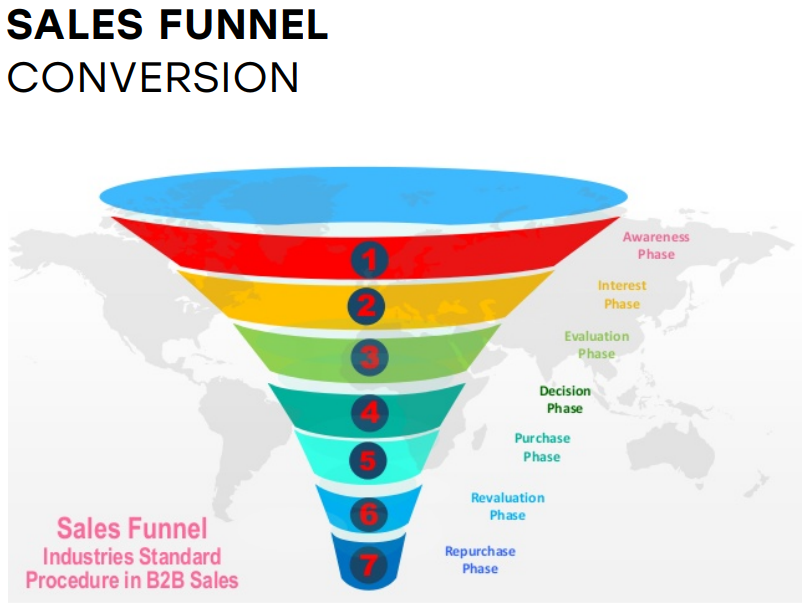 SALES FUNNEL
CONVERSION
1
Awareness
Phase
2
Interest
Phase
3
Evaluation
Phase
4
Decision
Phase
5
Purchase
Phase
6
Revaluation
Phase
7
Repurchase
Phase
Sales Funnel
Industries Standard
Procedure in B2B Sales